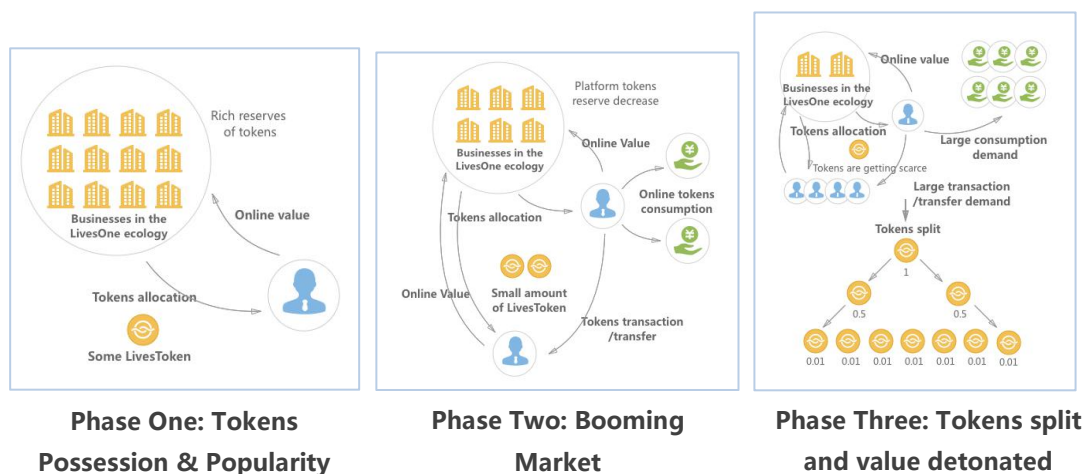 Rich reserves
of tokens
Businesses in the
LivesOne ecology
Online value
Tokens allocation
Some LivesToken
Phase One: Tokens
Possession & Popularity
Platform tokens
reserve decrease
Businesses in the
LivesOne ecology
Online Value
¥
Tokens allocation
Online tokens
consumption
¥
Online Value
Small amount
of LivesToken
Tokens transaction
/transfer
Phase Two: Booming
Market
Online value
¥ ¥ ¥
¥ ¥ ¥
Businesses in the
LivesOne ecology
Tokens allocation
Large consumption
demand
Tokens are getting scarce
Large transaction
/transfer demand
Tokens split
1
0.5
0.5
0.01 0.01 0.01 0.01 0.01 0.01 0.01
Phase Three: Tokens split
and value detonated